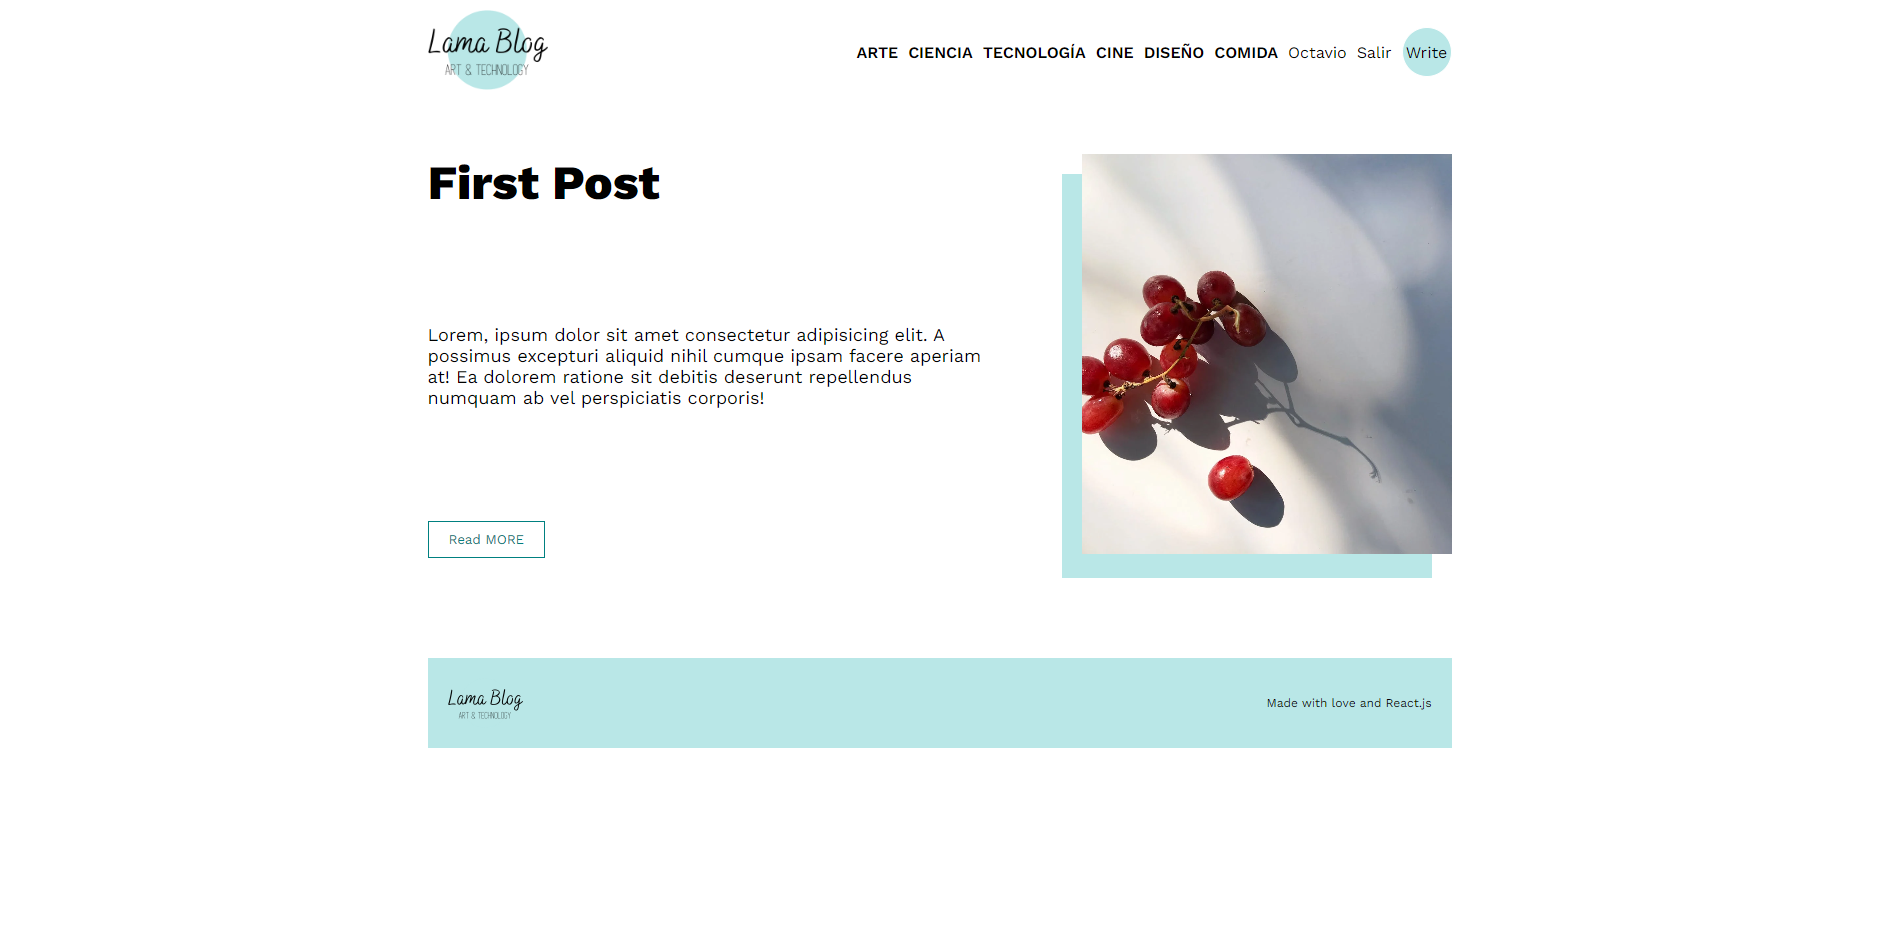 Lama Blog
ART & TECHNOLOGY
ARTE CIENCIA TECNOLOGÍA CINE DISEÑO COMIDA Octavio Salir Write
First Post
Lorem, ipsum dolor sit amet consectetur adipisicing elit. A
possimus excepturi aliquid nihil cumque ipsam facere aperiam
at! Ea dolorem ratione sit debitis deserunt repellendus
numquam ab vel perspiciatis corporis!
Read MORE
Lama Blog
ART & TECHNOLOGY
Made with love and React.js